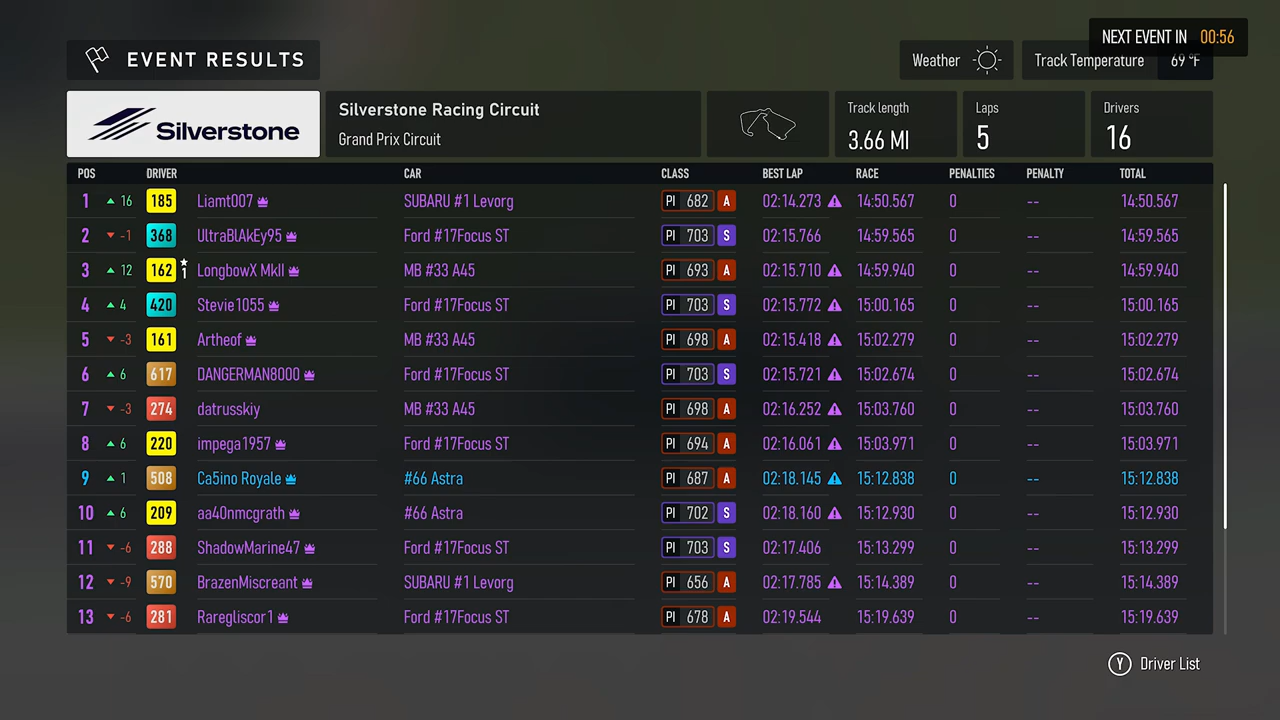 NEXT EVENT IN 00:56
EVENT RESULTS
Weather
Track Temperature 69 °F
Silverstone
Silverstone Racing Circuit
Grand Prix Circuit
Track length
3.66 MI
Laps
5
Drivers
16
POS DRIVER CAR CLASS BEST LAP RACE PENALTIES PENALTY TOTAL
1 16 185 Liamt007 SUBARU #1 Levorg PI 682 A 02:14.273 14:50.567 0 -- 14:50.567
2 -1 368 UltraBlAkEy95 Ford #17Focus ST PI 703 S 02:15.766 14:59.565 0 -- 14:59.565
3 12 162 1 LongbowX MkII MB #33 A45 PI 693 A 02:15.710 14:59.940 0 -- 14:59.940
4 4 420 Stevie1055 Ford #17Focus ST PI 703 S 02:15.772 15:00.165 0 -- 15:00.165
5 -3 161 Artheof MB #33 A45 PI 698 A 02:15.418 15:02.279 0 -- 15:02.279
6 6 617 DANGERMAN8000 Ford #17Focus ST PI 703 S 02:15.721 15:02.674 0 -- 15:02.674
7 -3 274 datrusskiy MB #33 A45 PI 698 A 02:16.252 15:03.760 0 -- 15:03.760
8 6 220 impega1957 Ford #17Focus ST PI 694 A 02:16.061 15:03.971 0 -- 15:03.971
9 1 508 Ca5ino Royale #66 Astra PI 687 A 02:18.145 15:12.838 0 -- 15:12.838
10 6 209 aa40nmcgrath #66 Astra PI 702 S 02:18.160 15:12.930 0 -- 15:12.930
11 -6 288 ShadowMarine47 Ford #17Focus ST PI 703 S 02:17.406 15:13.299 0 -- 15:13.299
12 -9 570 BrazenMiscreant SUBARU #1 Levorg PI 656 A 02:17.785 15:14.389 0 -- 15:14.389
13 -6 281 Raregliscor1 Ford #17Focus ST PI 678 A 02:19.544 15:19.639 0 -- 15:19.639
Y Driver List